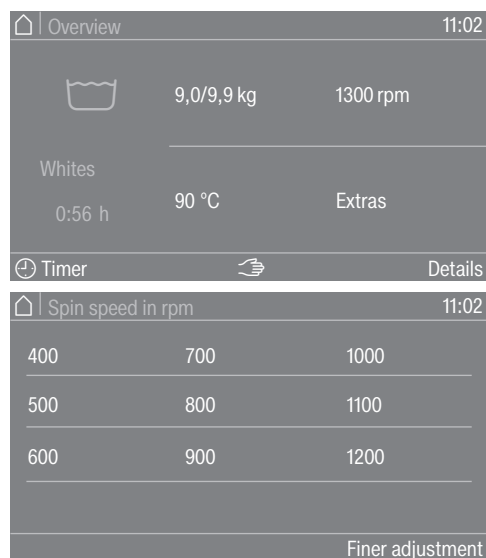 Overview 11:02
9,0/9,9 kg 1300 rpm
Whites
90 °C Extras
0:56 h
Timer Details
Spin speed in rpm 11:02
400 700 1000
500 800 1100
600 900 1200
Finer adjustment